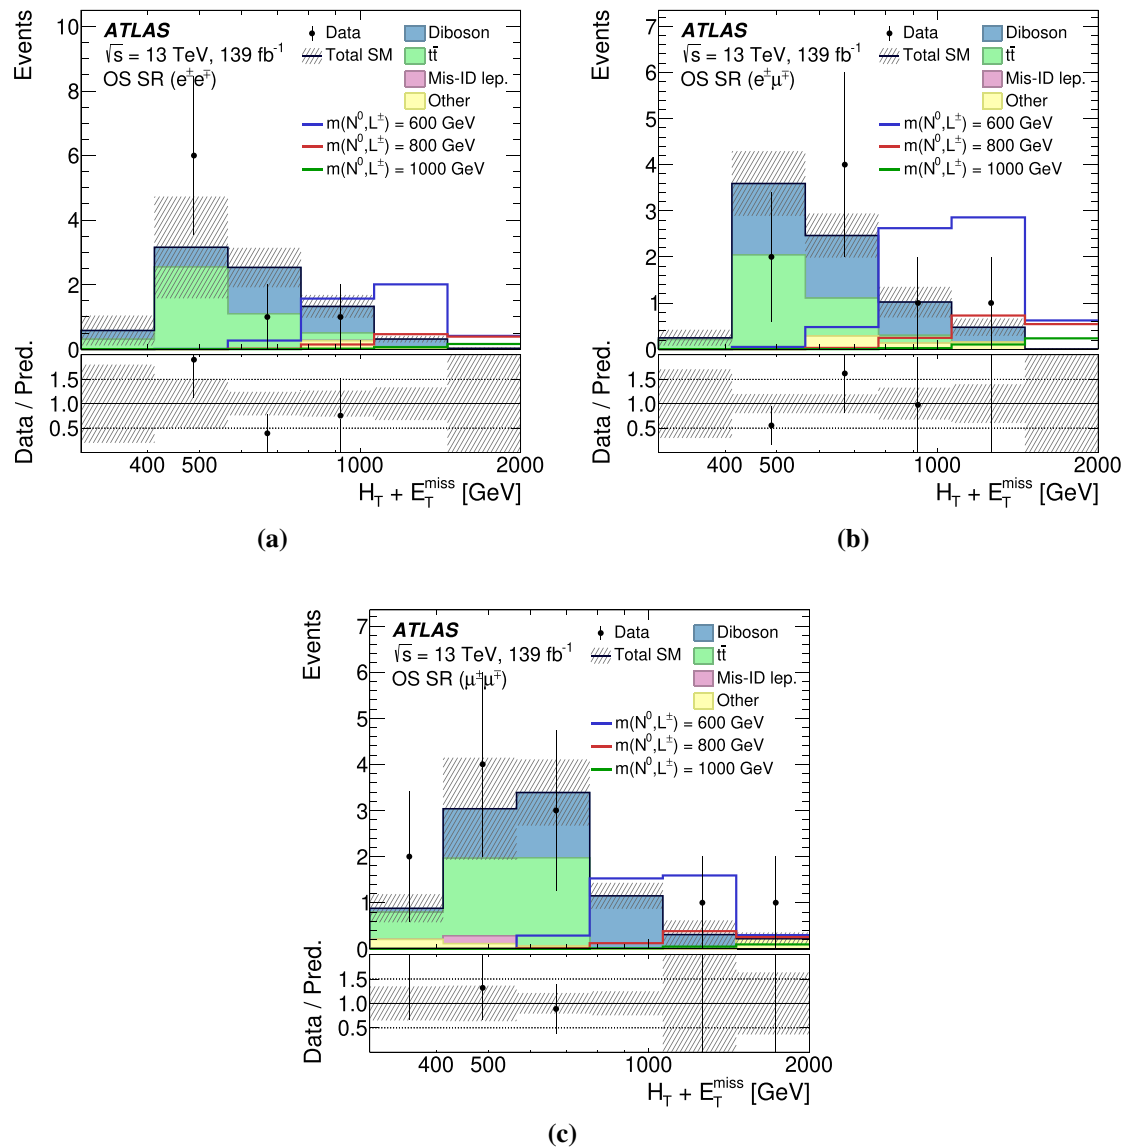 Events
10
8
6
4
2
0
ATLAS
√s = 13 TeV, 139 fb⁻¹
OS SR (e±e∓)
Data
Total SM
Diboson
tt̄
Mis-ID lep.
Other
m(N⁰,L±) = 600 GeV
m(N⁰,L±) = 800 GeV
m(N⁰,L±) = 1000 GeV
Data / Pred.
1.5
1.0
0.5
400 500 1000 2000
H_T + E_T^miss [GeV]
(a)
Events
7
6
5
4
3
2
1
0
ATLAS
√s = 13 TeV, 139 fb⁻¹
OS SR (e±μ∓)
Data
Total SM
Diboson
tt̄
Mis-ID lep.
Other
m(N⁰,L±) = 600 GeV
m(N⁰,L±) = 800 GeV
m(N⁰,L±) = 1000 GeV
Data / Pred.
1.5
1.0
0.5
400 500 1000 2000
H_T + E_T^miss [GeV]
(b)
Events
7
6
5
4
3
2
1
0
ATLAS
√s = 13 TeV, 139 fb⁻¹
OS SR (μ±μ∓)
Data
Total SM
Diboson
tt̄
Mis-ID lep.
Other
m(N⁰,L±) = 600 GeV
m(N⁰,L±) = 800 GeV
m(N⁰,L±) = 1000 GeV
Data / Pred.
1.5
1.0
0.5
400 500 1000 2000
H_T + E_T^miss [GeV]
(c)